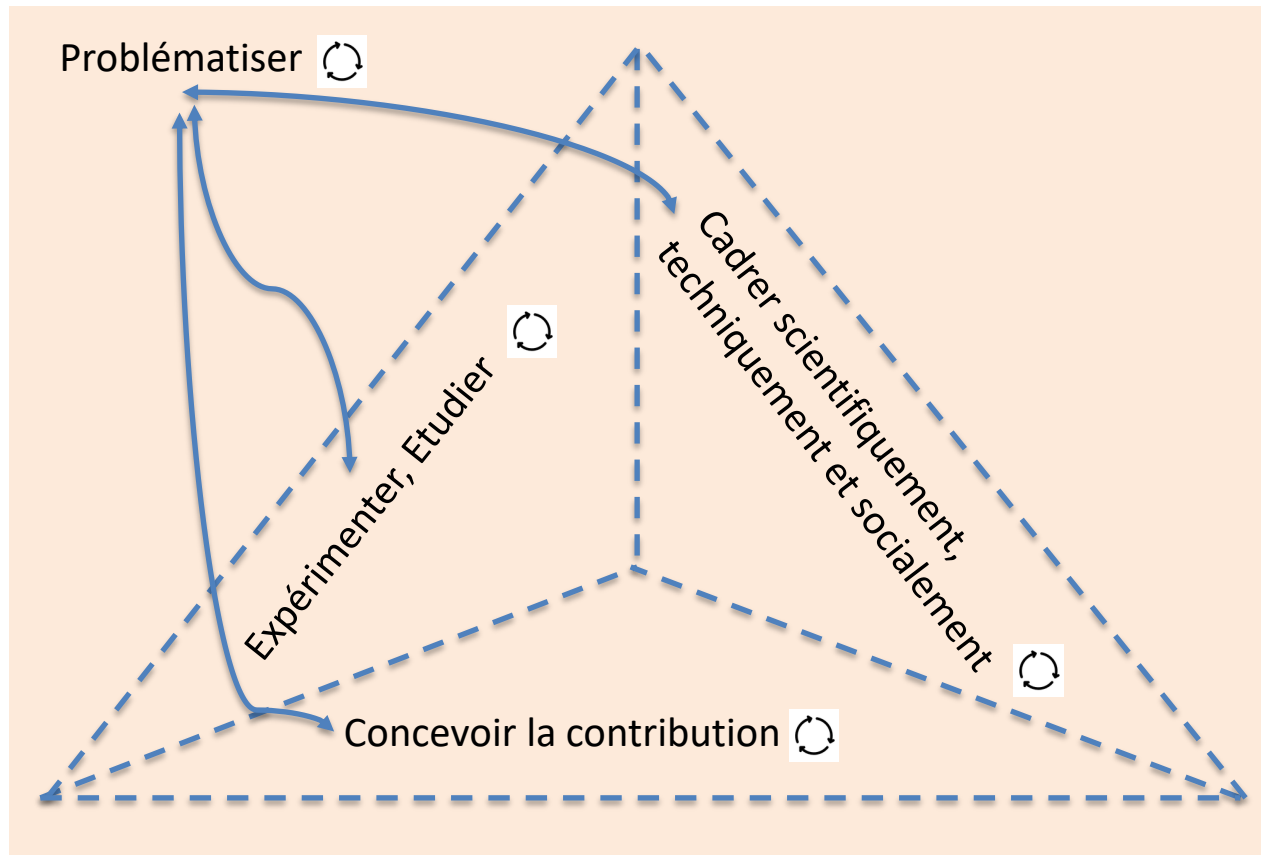 Problématiser
Cadrer scientifiquement,
techniquement et socialement
Expérimenter, Etudier
Concevoir la contribution